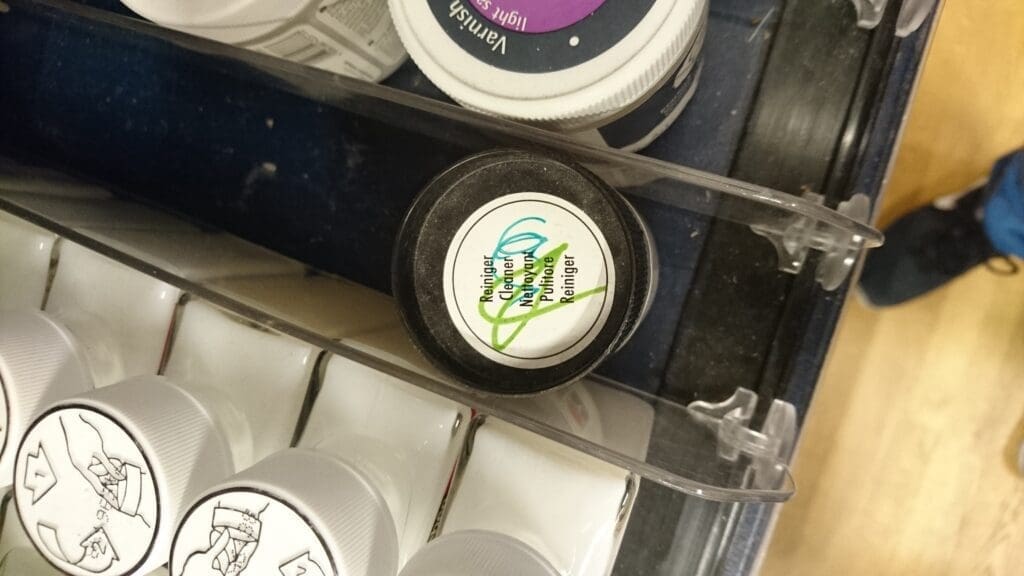 Varnish
Reiniger
Cleaner
Nettoyant
Pulitore
Reiniger